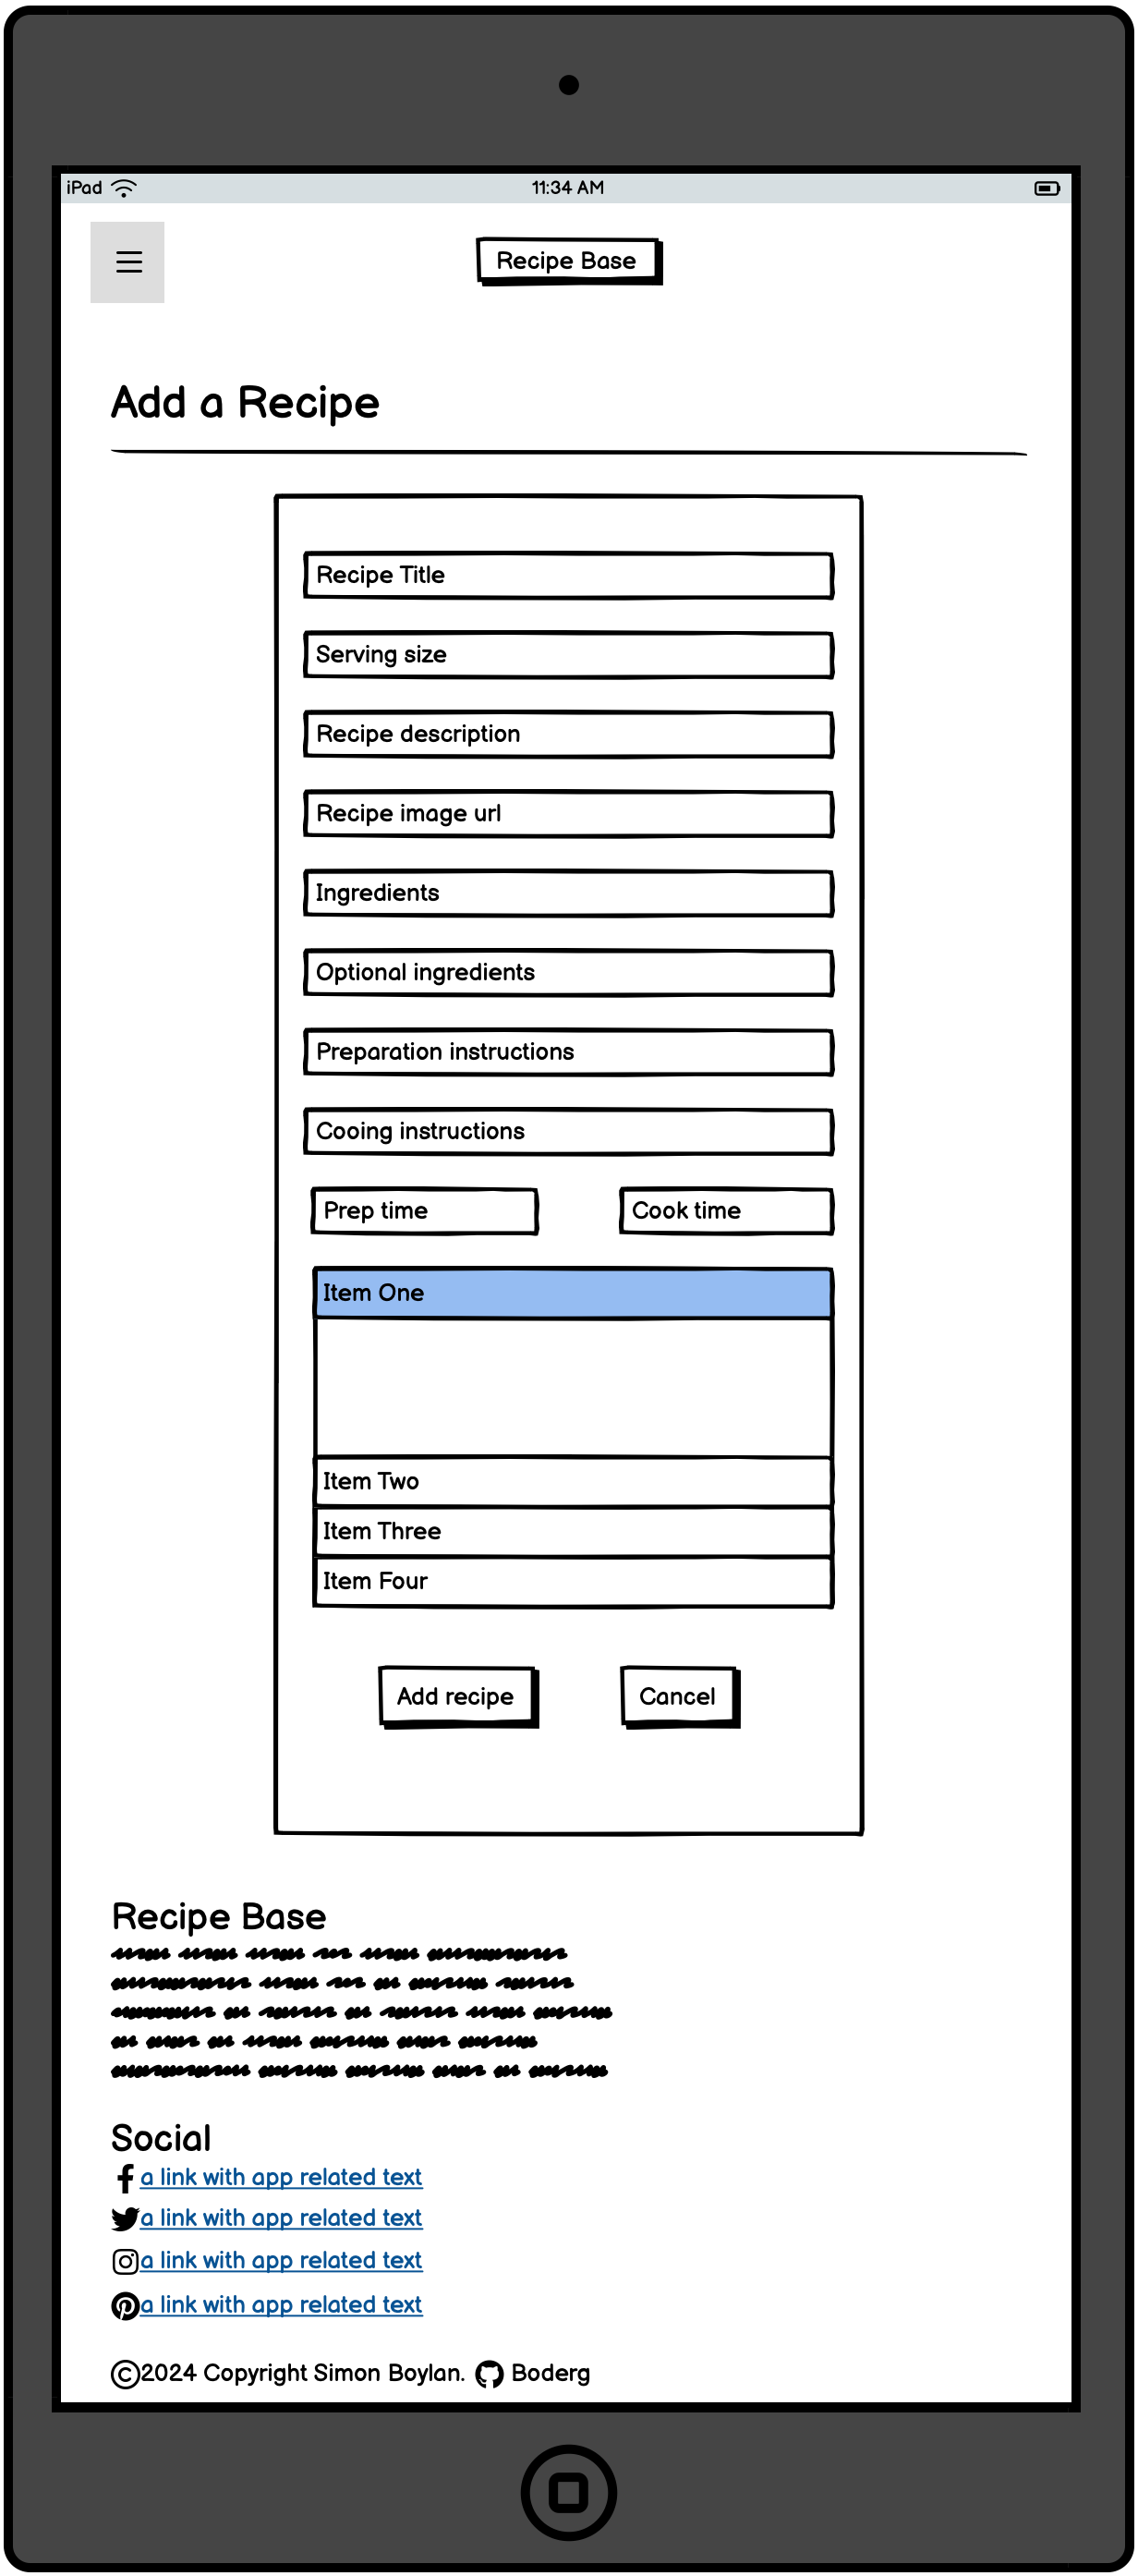 iPad 11:34 AM
Recipe Base
Add a Recipe
Recipe Title
Serving size
Recipe description
Recipe image url
Ingredients
Optional ingredients
Preparation instructions
Cooing instructions
Prep time Cook time
Item One
Item Two
Item Three
Item Four
Add recipe Cancel
Recipe Base
Social
a link with app related text
a link with app related text
a link with app related text
a link with app related text
©2024 Copyright Simon Boylan. Boderg